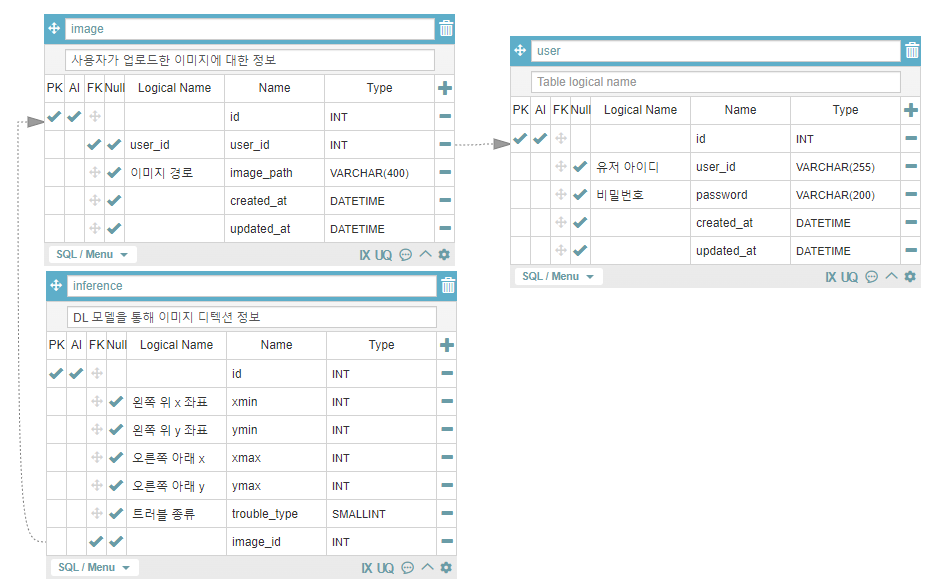 image
사용자가 업로드한 이미지에 대한 정보
PK AI FK Null Logical Name Name Type
id INT
user_id user_id INT
이미지 경로 image_path VARCHAR(400)
created_at DATETIME
updated_at DATETIME
SQL / Menu IX UQ
user
Table logical name
PK AI FK Null Logical Name Name Type
id INT
유저 아이디 user_id VARCHAR(255)
비밀번호 password VARCHAR(200)
created_at DATETIME
updated_at DATETIME
SQL / Menu IX UQ
inference
DL 모델을 통해 이미지 디텍션 정보
PK AI FK Null Logical Name Name Type
id INT
왼쪽 위 x 좌표 xmin INT
왼쪽 위 y 좌표 ymin INT
오른쪽 아래 x xmax INT
오른쪽 아래 y ymax INT
트러블 종류 trouble_type SMALLINT
image_id INT
SQL / Menu IX UQ